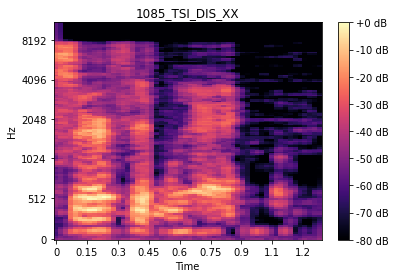 1085_TSI_DIS_XX
+0 dB
8192
-10 dB
4096
-20 dB
-30 dB
2048
Hz
-40 dB
1024
-50 dB
512
-60 dB
-70 dB
0
-80 dB
0 0.15 0.3 0.45 0.6 0.75 0.9 1.1 1.2
Time